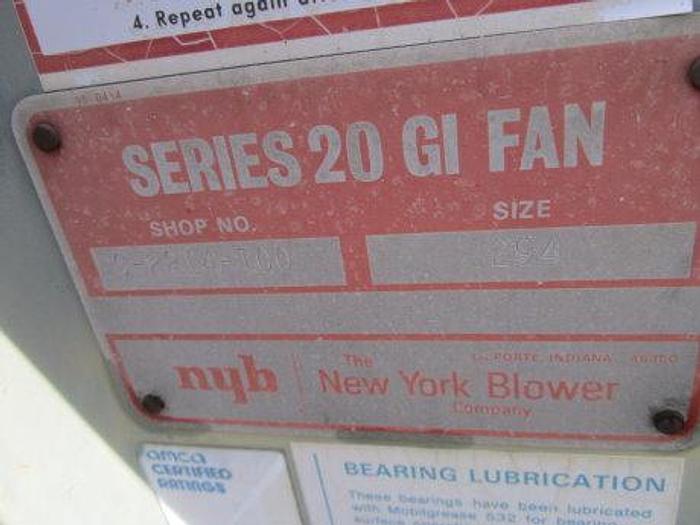 4. Repeat again
SERIES 20 GI FAN
SHOP NO.
SIZE
294
nyb
The
New York Blower
Company
LA PORTE, INDIANA 46350
amca
CERTIFIED
RATINGS
BEARING LUBRICATION
These bearings have been lubricated
with Mobilgrease 532 for